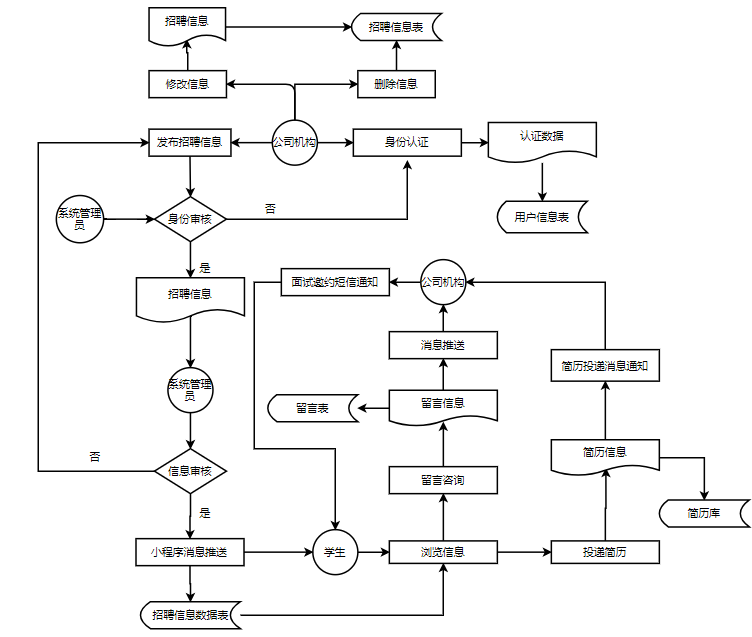 招聘信息
招聘信息表
修改信息
删除信息
发布招聘信息
公司机构
身份认证
认证数据
系统管理
员
身份审核
否
用户信息表
是
招聘信息
面试邀约短信通知
公司机构
消息推送
简历投递消息通知
系统管理
员
留言表
留言信息
否
信息审核
留言咨询
简历信息
是
简历库
小程序消息推送
学生
浏览信息
投递简历
招聘信息数据表